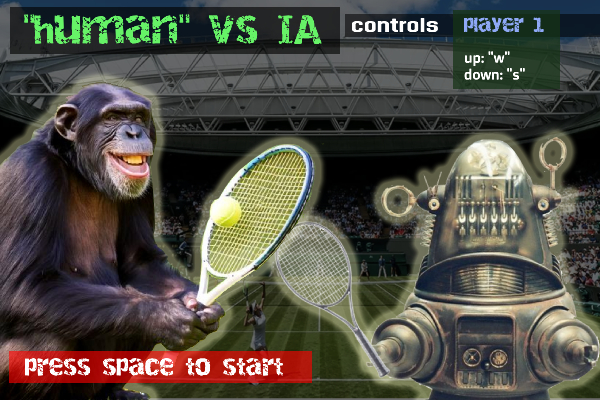 "human" VS IA
controls
player 1
up: "w"
down: "s"
press space to start